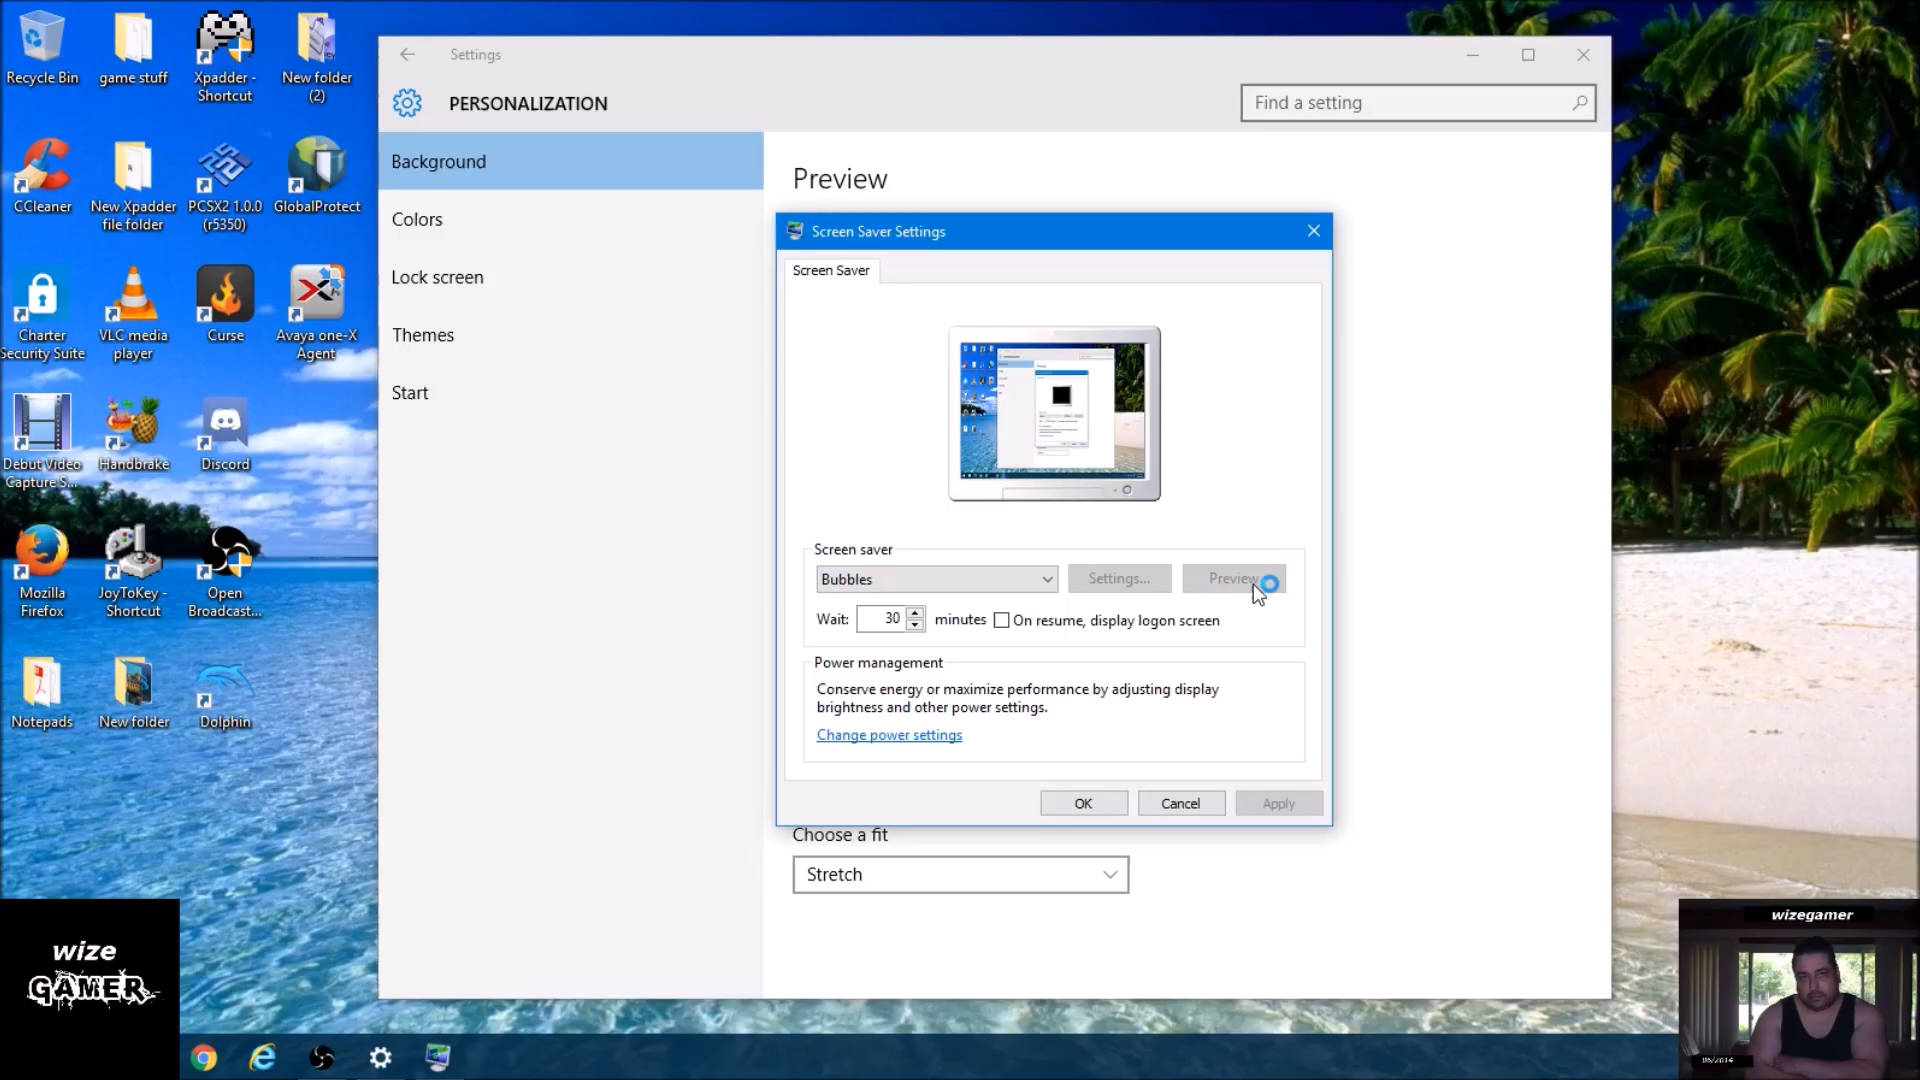 Recycle Bin
game stuff
Xpadder -
Shortcut
New folder
(2)
CCleaner
New Xpadder
file folder
PCSX2 1.0.0
(r5350)
GlobalProtect
Charter
Security Suite
VLC media
player
Curse
Avaya one-X
Agent
Debut Video
Capture S...
Handbrake
Discord
Mozilla
Firefox
JoyToKey -
Shortcut
Open
Broadcast...
Notepads
New folder
Dolphin
Settings
PERSONALIZATION
Find a setting
Background
Colors
Lock screen
Themes
Start
Preview
Screen Saver Settings
Screen Saver
Screen saver
Bubbles
Settings...
Preview
Wait:
30
minutes
On resume, display logon screen
Power management
Conserve energy or maximize performance by adjusting display
brightness and other power settings.
Change power settings
OK
Cancel
Apply
Choose a fit
Stretch
wize
GAMER
wizegamer